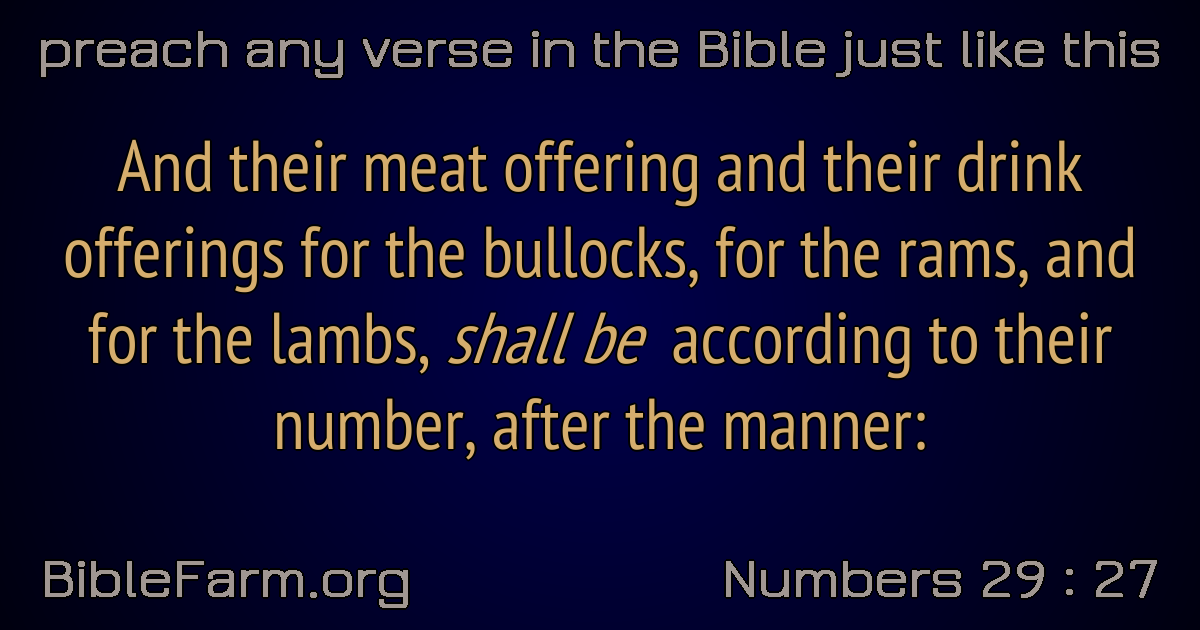 preach any verse in the Bible just like this
And their meat offering and their drink
offerings for the bullocks, for the rams, and
for the lambs, shall be according to their
number, after the manner:
BibleFarm.org
Numbers 29 : 27